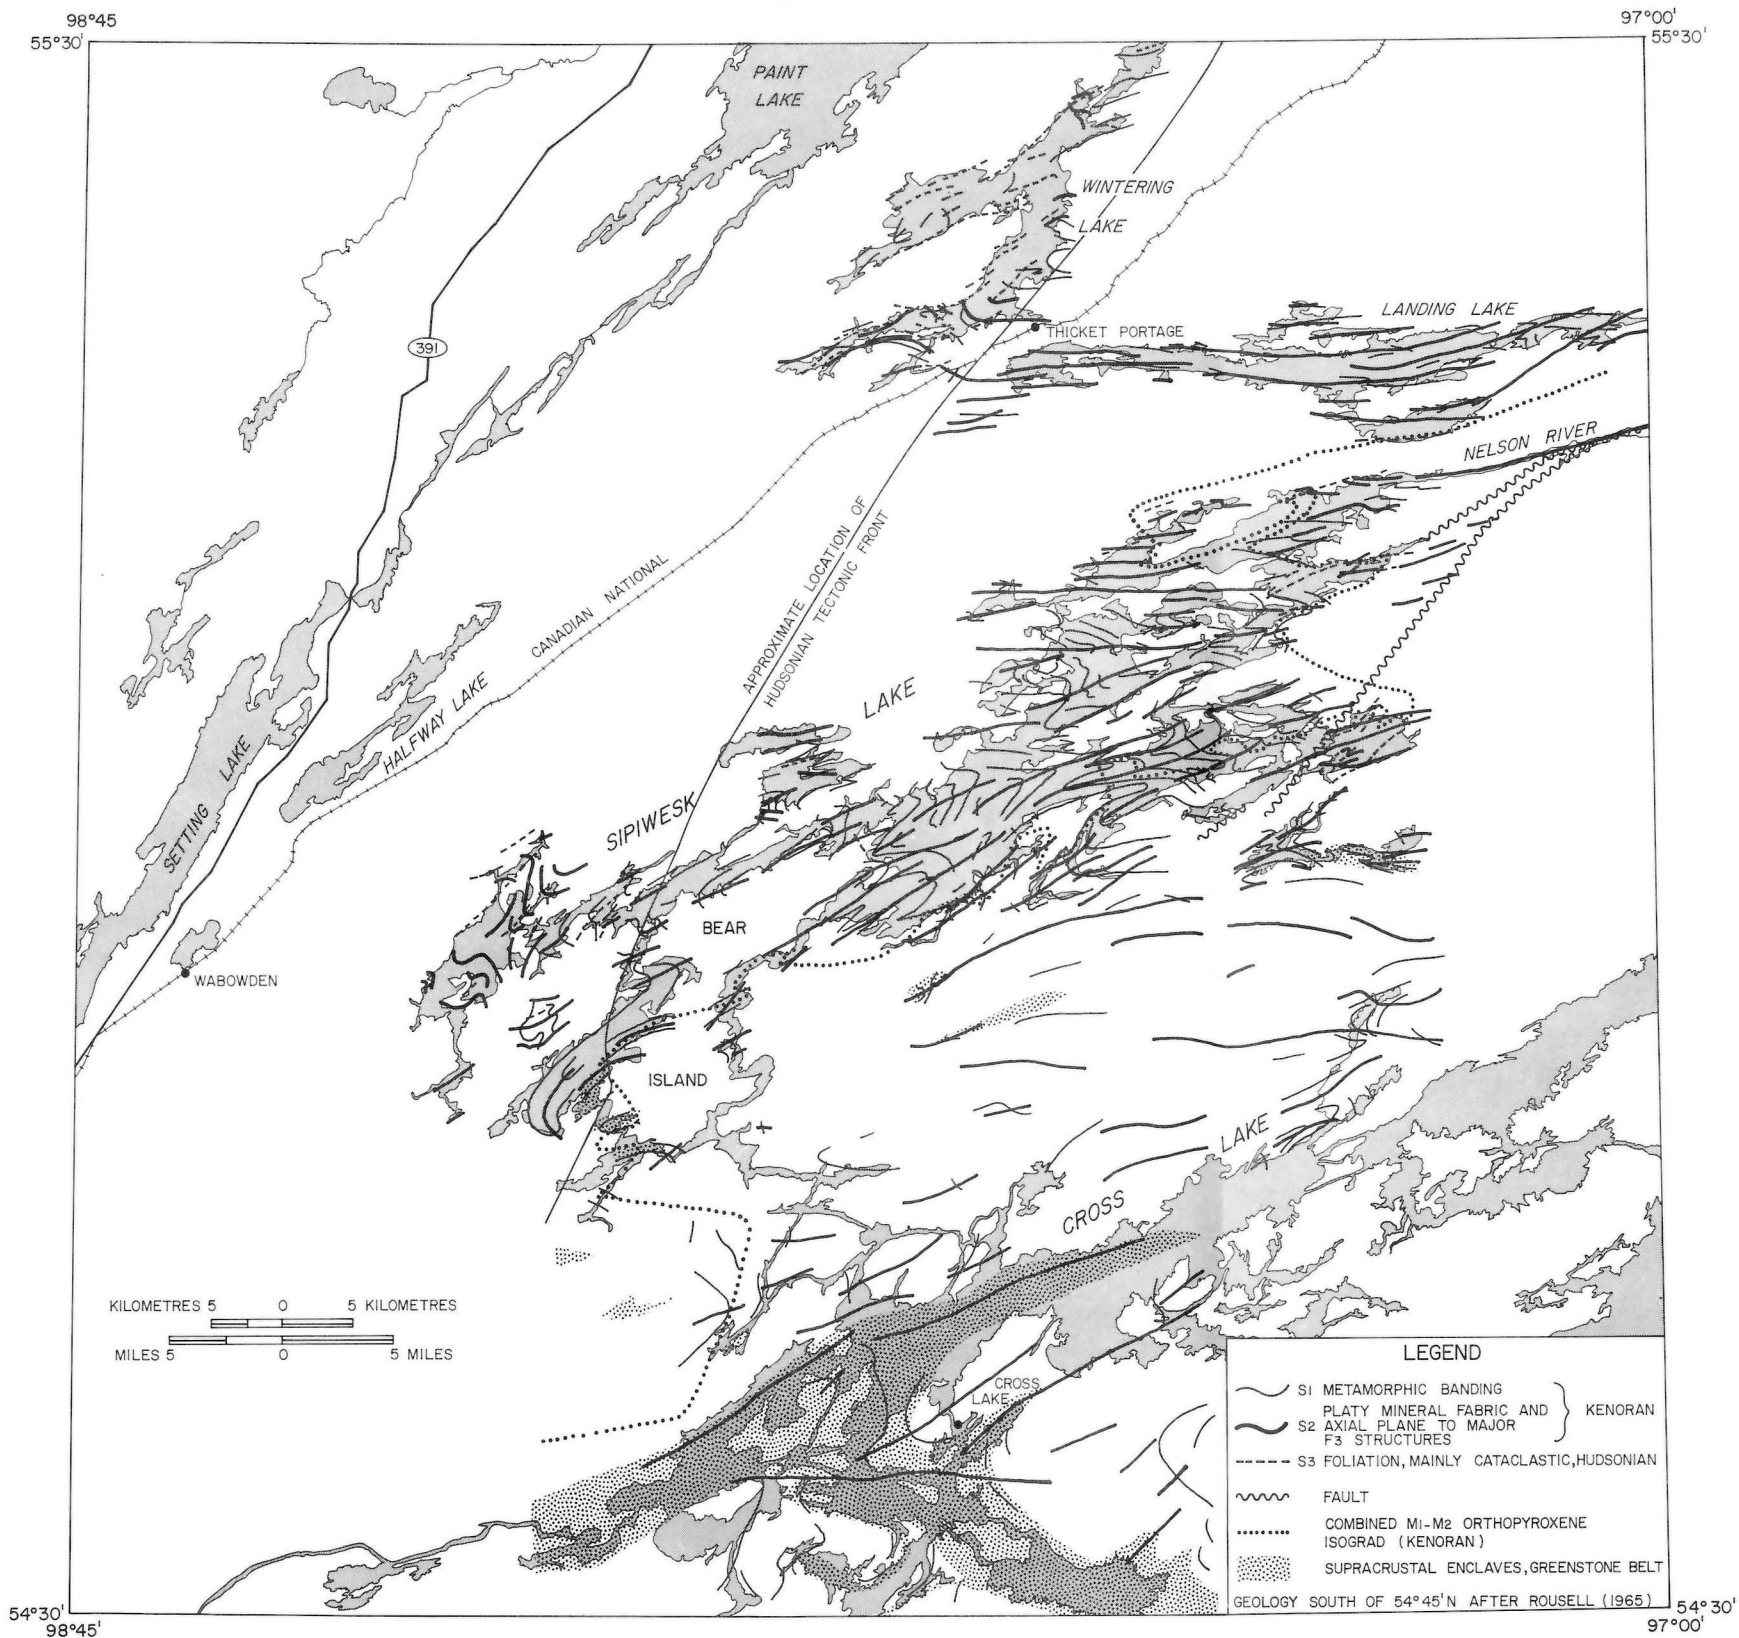 98°45
97°00'
55°30'
55°30'
PAINT
LAKE
WINTERING
LAKE
LANDING LAKE
THICKET PORTAGE
391
NELSON RIVER
APPROXIMATE LOCATION OF
HUDSONIAN TECTONIC FRONT
CANADIAN NATIONAL
HALFWAY LAKE
SETTING LAKE
SIPIWESK LAKE
BEAR
WABOWDEN
ISLAND
CROSS LAKE
KILOMETRES 5 0 5 KILOMETRES
MILES 5 0 5 MILES
CROSS
LAKE
LEGEND
S1 METAMORPHIC BANDING
PLATY MINERAL FABRIC AND
S2 AXIAL PLANE TO MAJOR
F3 STRUCTURES
KENORAN
S3 FOLIATION, MAINLY CATACLASTIC, HUDSONIAN
FAULT
COMBINED M1-M2 ORTHOPYROXENE
ISOGRAD (KENORAN)
SUPRACRUSTAL ENCLAVES, GREENSTONE BELT
GEOLOGY SOUTH OF 54°45'N AFTER ROUSELL (1965)
54°30'
54°30'
98°45'
97°00'